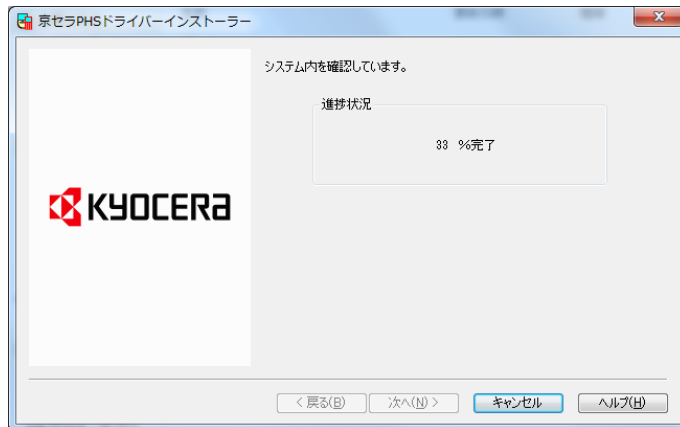 京セラPHSドライバーインストーラー
システム内を確認しています。
進捗状況
33 %完了
KYOCERA
< 戻る(B)
次へ(N) >
キャンセル
ヘルプ(H)